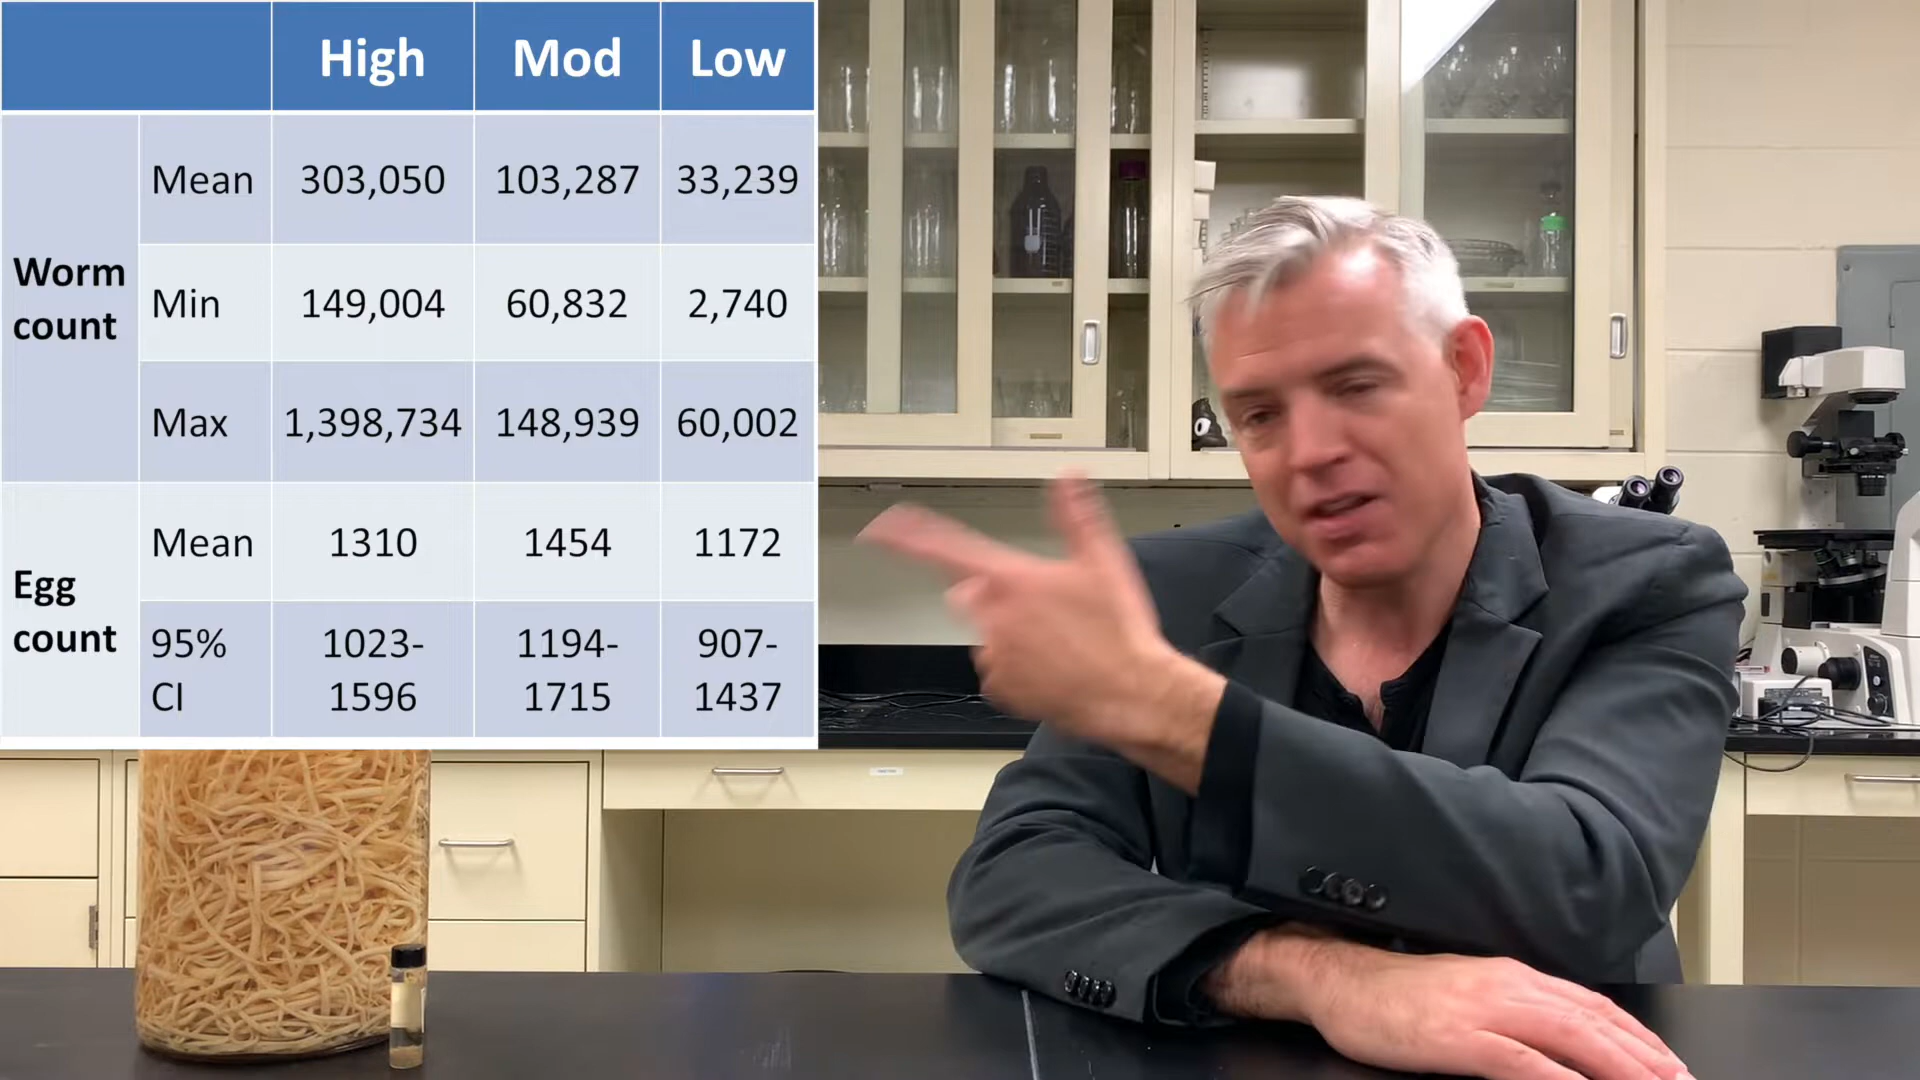 High Mod Low
Worm count
Mean 303,050 103,287 33,239
Min 149,004 60,832 2,740
Max 1,398,734 148,939 60,002
Egg count
Mean 1310 1454 1172
95% CI 1023-1596 1194-1715 907-1437